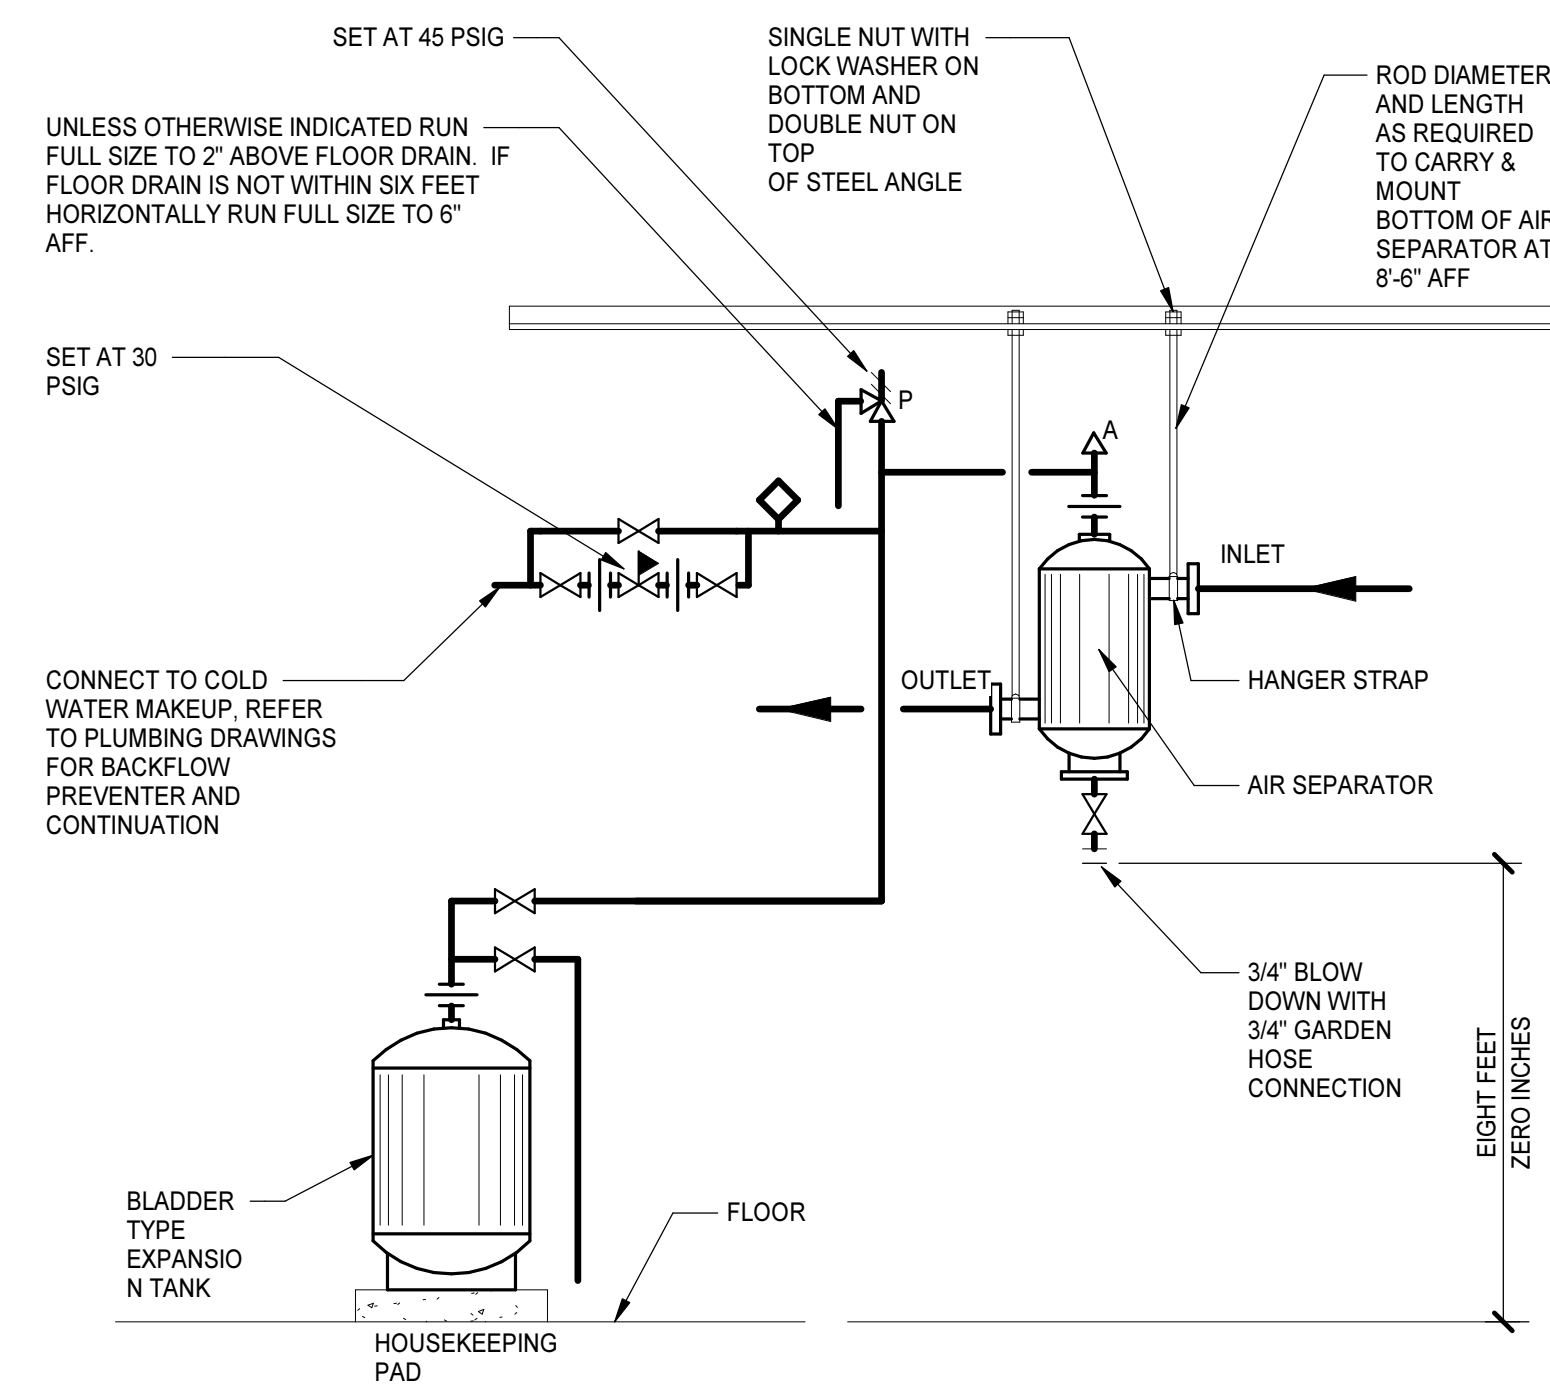 SET AT 45 PSIG
SINGLE NUT WITH
LOCK WASHER ON
BOTTOM AND
DOUBLE NUT ON
TOP
OF STEEL ANGLE
ROD DIAMETER
AND LENGTH
AS REQUIRED
TO CARRY &
MOUNT
BOTTOM OF AIR
SEPARATOR AT
8'-6" AFF
UNLESS OTHERWISE INDICATED RUN
FULL SIZE TO 2" ABOVE FLOOR DRAIN. IF
FLOOR DRAIN IS NOT WITHIN SIX FEET
HORIZONTALLY RUN FULL SIZE TO 6"
AFF.
SET AT 30
PSIG
P
A
INLET
CONNECT TO COLD
WATER MAKEUP, REFER
TO PLUMBING DRAWINGS
FOR BACKFLOW
PREVENTER AND
CONTINUATION
OUTLET
HANGER STRAP
AIR SEPARATOR
3/4" BLOW
DOWN WITH
3/4" GARDEN
HOSE
CONNECTION
EIGHT FEET
ZERO INCHES
BLADDER
TYPE
EXPANSIO
N TANK
FLOOR
HOUSEKEEPING
PAD